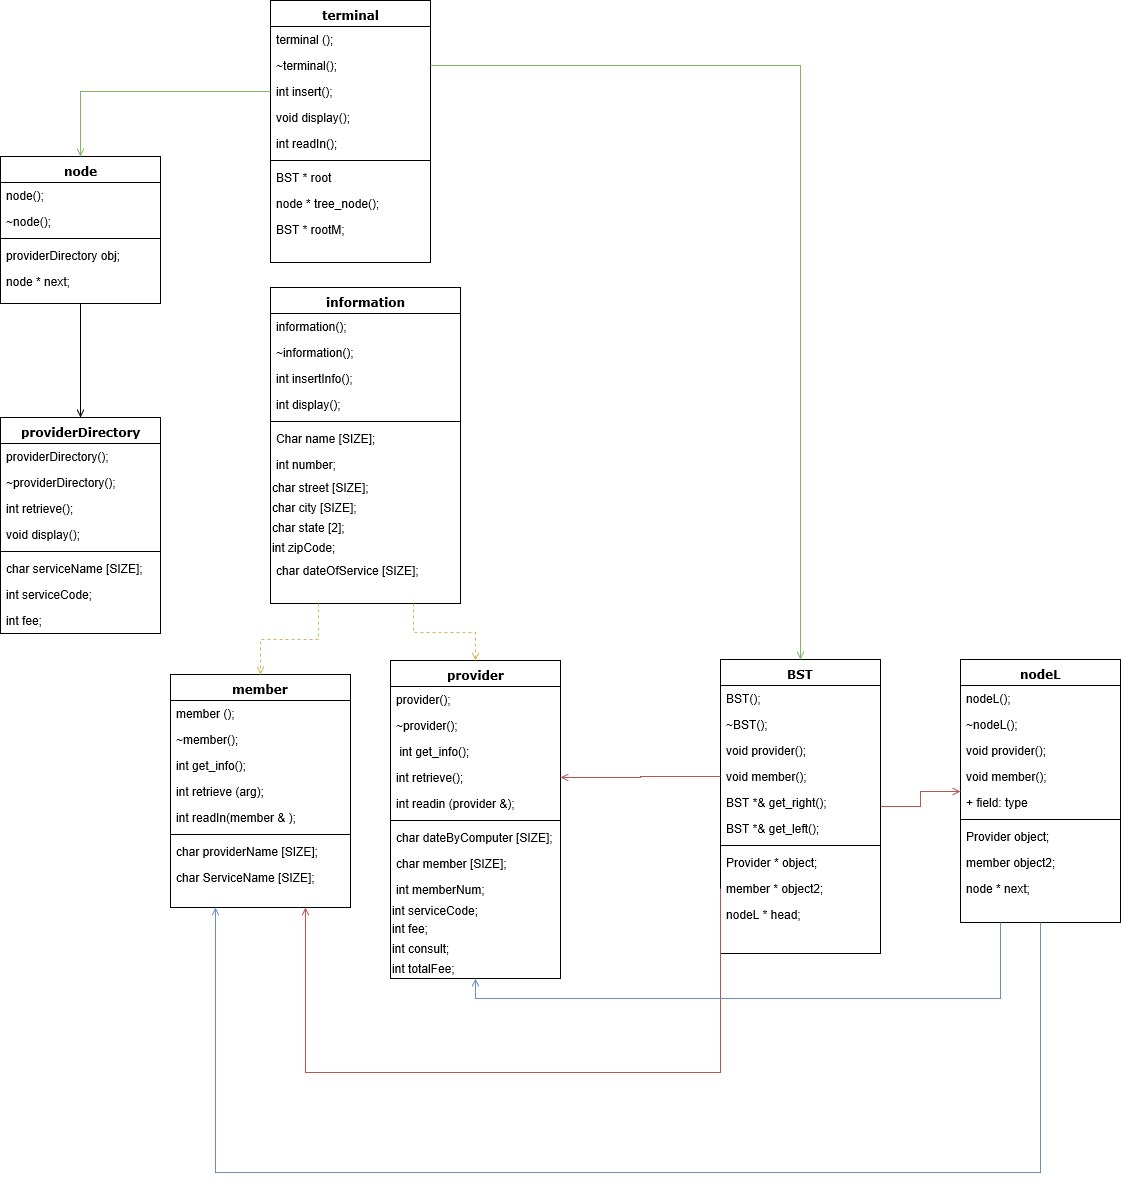 terminal
terminal ();
~terminal();
int insert();
void display();
int readIn();
BST * root
node * tree_node();
BST * rootM;
node
node();
~node();
providerDirectory obj;
node * next;
information
information();
~information();
int insertInfo();
int display();
Char name [SIZE];
int number;
char street [SIZE];
char city [SIZE];
char state [2];
int zipCode;
char dateOfService [SIZE];
providerDirectory
providerDirectory();
~providerDirectory();
int retrieve();
void display();
char serviceName [SIZE];
int serviceCode;
int fee;
member
member ();
~member();
int get_info();
int retrieve (arg);
int readIn(member & );
char providerName [SIZE];
char ServiceName [SIZE];
provider
provider();
~provider();
int get_info();
int retrieve();
int readin (provider &);
char dateByComputer [SIZE];
char member [SIZE];
int memberNum;
int serviceCode;
int fee;
int consult;
int totalFee;
BST
BST();
~BST();
void provider();
void member();
BST *& get_right();
BST *& get_left();
Provider * object;
member * object2;
nodeL * head;
nodeL
nodeL();
~nodeL();
void provider();
void member();
+ field: type
Provider object;
member object2;
node * next;